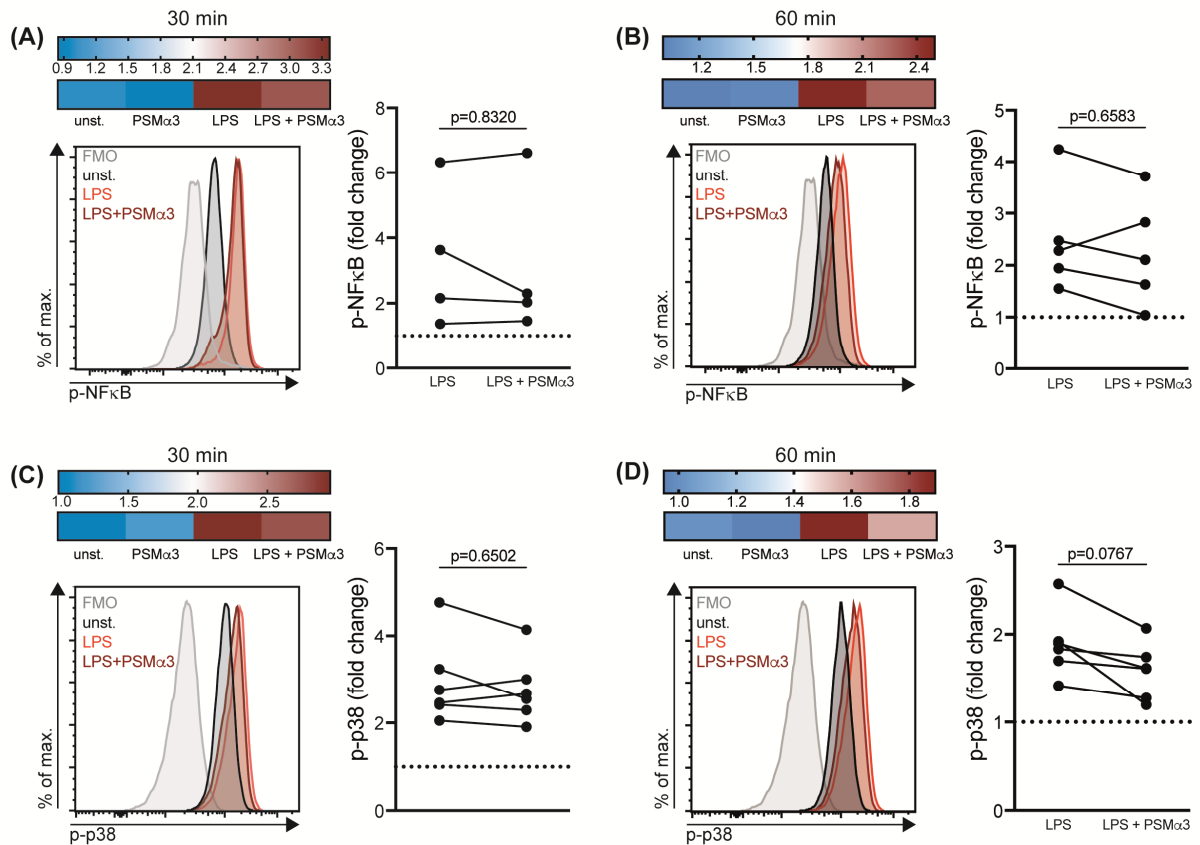 (A)
30 min
0.9 1.2 1.5 1.8 2.1 2.4 2.7 3.0 3.3
unst. PSMα3 LPS LPS + PSMα3
FMO
unst.
LPS
LPS+PSMα3
% of max.
p-NFκB
p-NFκB (fold change)
8
6
4
2
0
p=0.8320
LPS LPS + PSMα3
(B)
60 min
1.2 1.5 1.8 2.1 2.4
unst. PSMα3 LPS LPS + PSMα3
FMO
unst.
LPS
LPS+PSMα3
% of max.
p-NFκB
p-NFκB (fold change)
5
4
3
2
1
0
p=0.6583
LPS LPS + PSMα3
(C)
30 min
1.0 1.5 2.0 2.5
unst. PSMα3 LPS LPS + PSMα3
FMO
unst.
LPS
LPS+PSMα3
% of max.
p-p38
p-p38 (fold change)
6
4
2
0
p=0.6502
(D)
60 min
1.0 1.2 1.4 1.6 1.8
unst. PSMα3 LPS LPS + PSMα3
FMO
unst.
LPS
LPS+PSMα3
% of max.
p-p38
p-p38 (fold change)
3
2
1
0
p=0.0767
LPS LPS + PSMα3